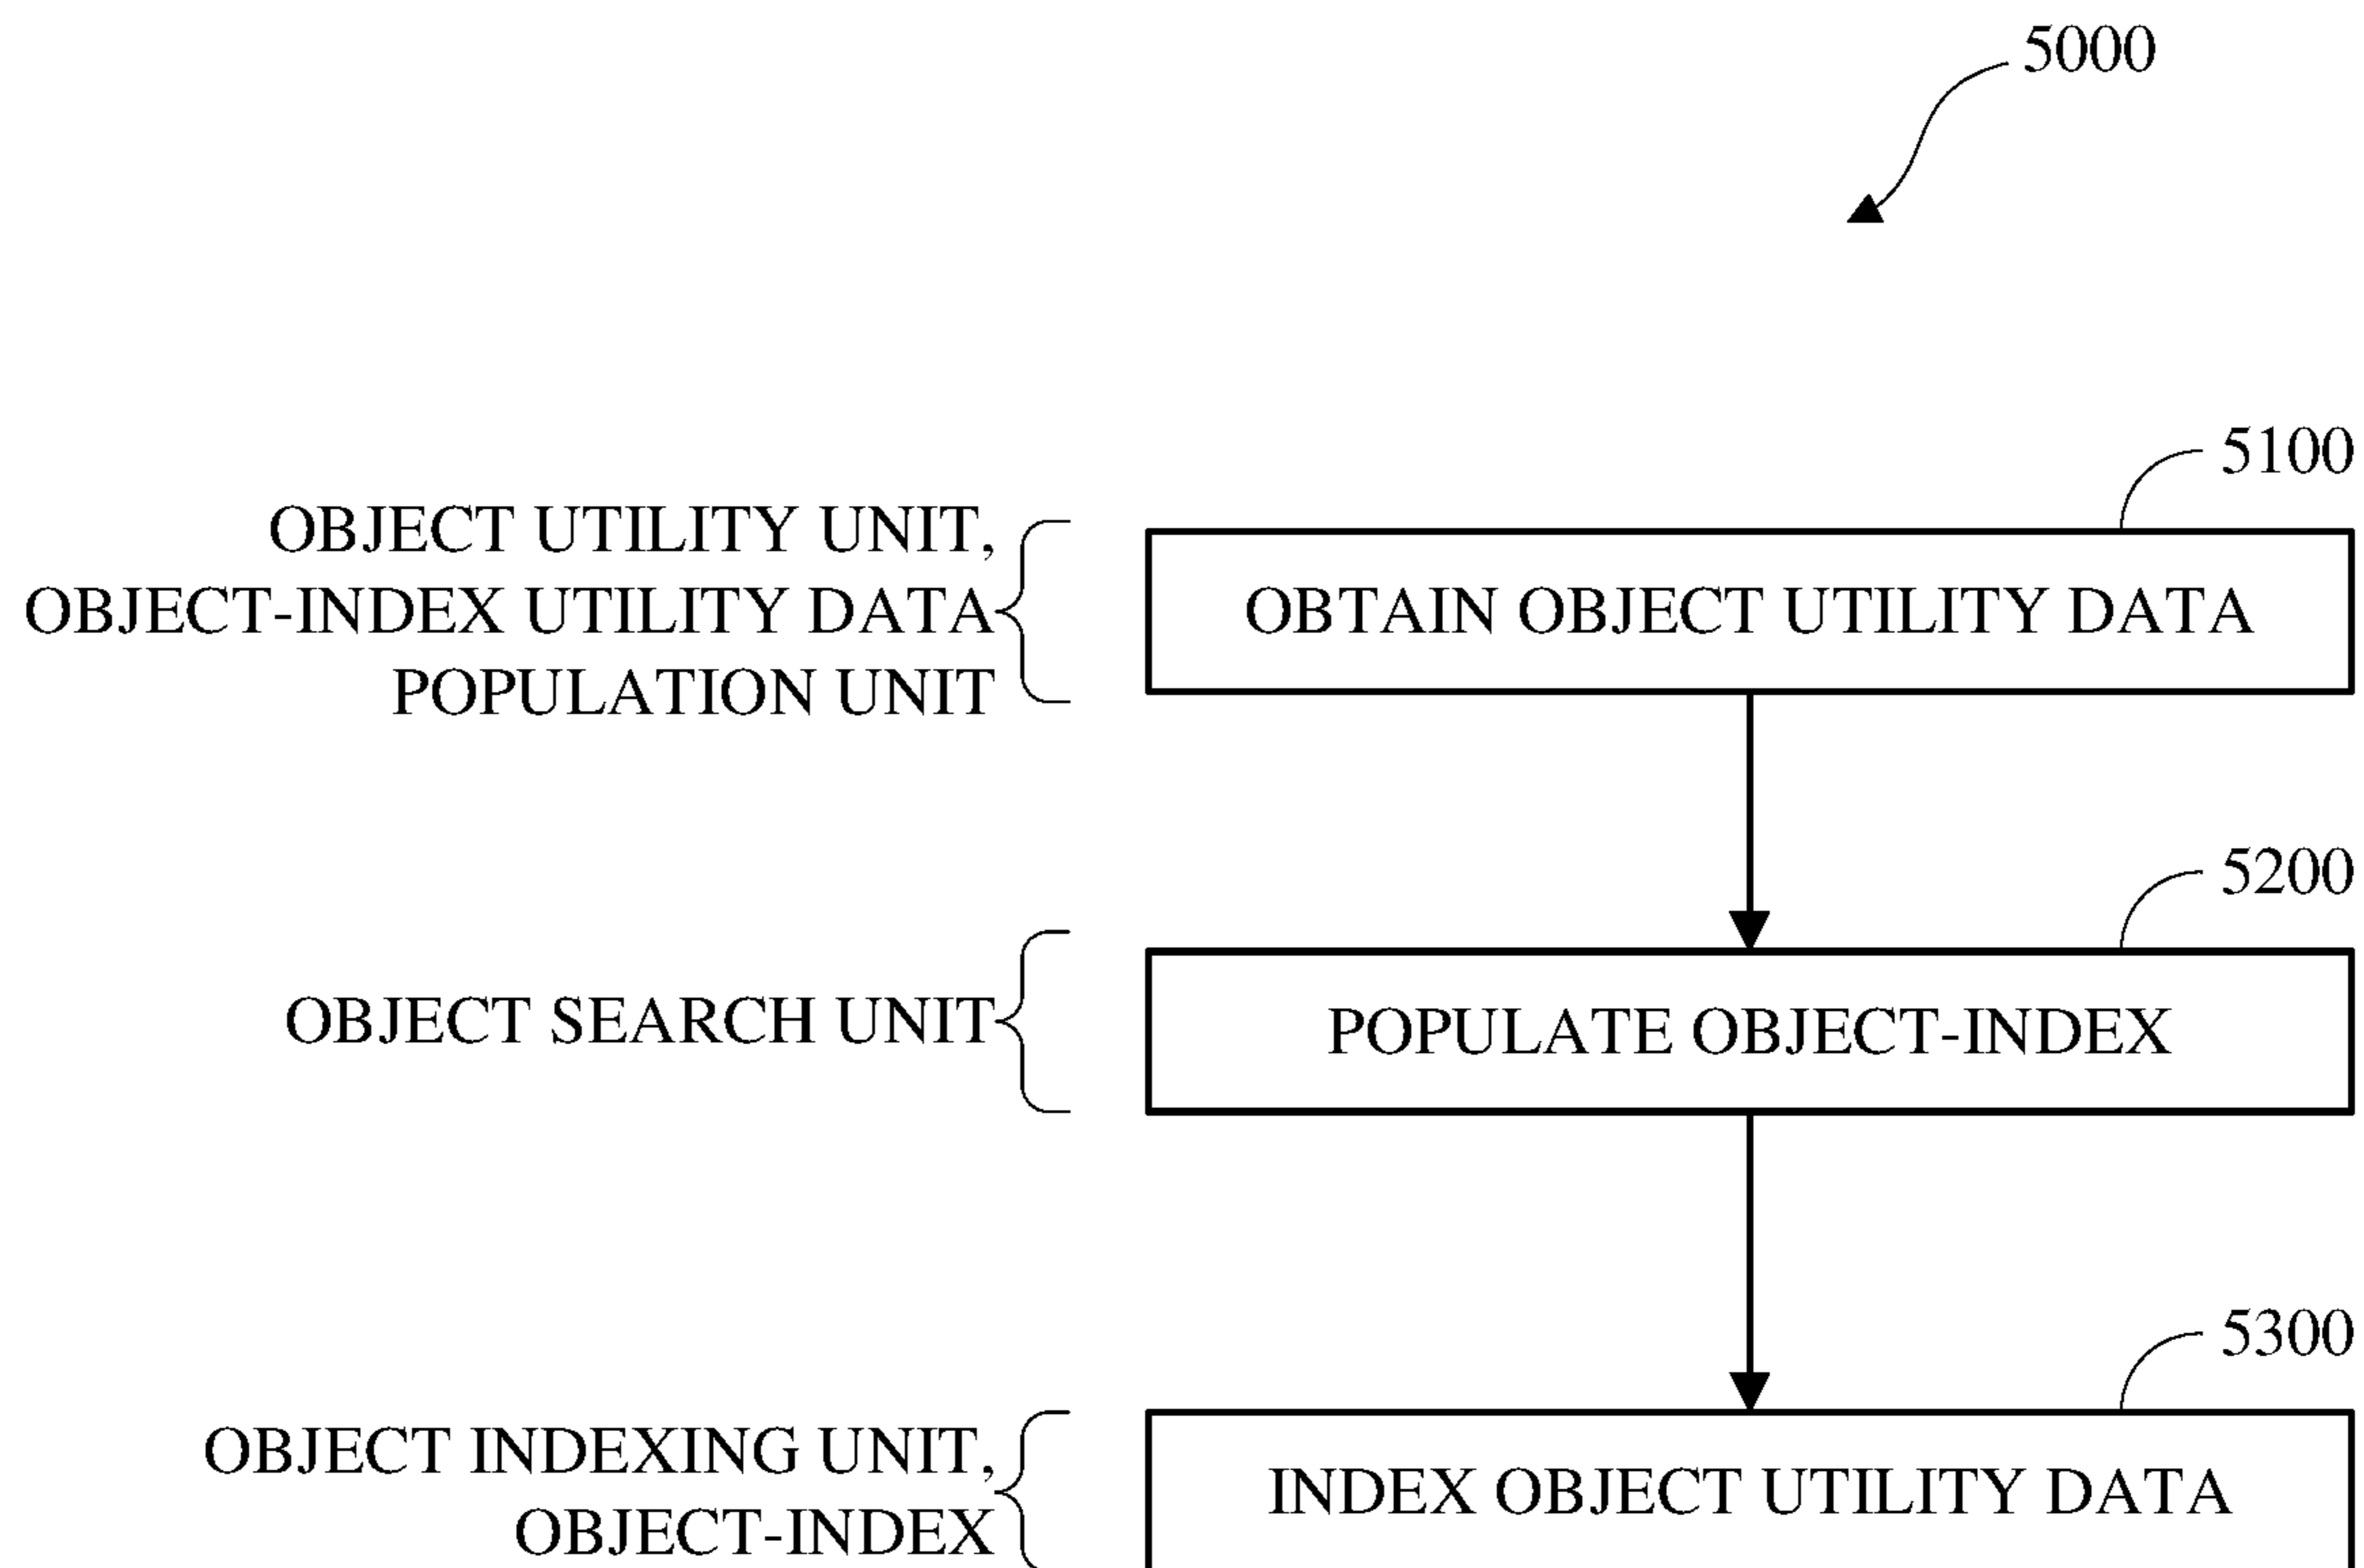 5000
5100
OBJECT UTILITY UNIT,
OBJECT-INDEX UTILITY DATA
POPULATION UNIT
OBTAIN OBJECT UTILITY DATA
5200
OBJECT SEARCH UNIT
POPULATE OBJECT-INDEX
5300
OBJECT INDEXING UNIT,
OBJECT-INDEX
INDEX OBJECT UTILITY DATA